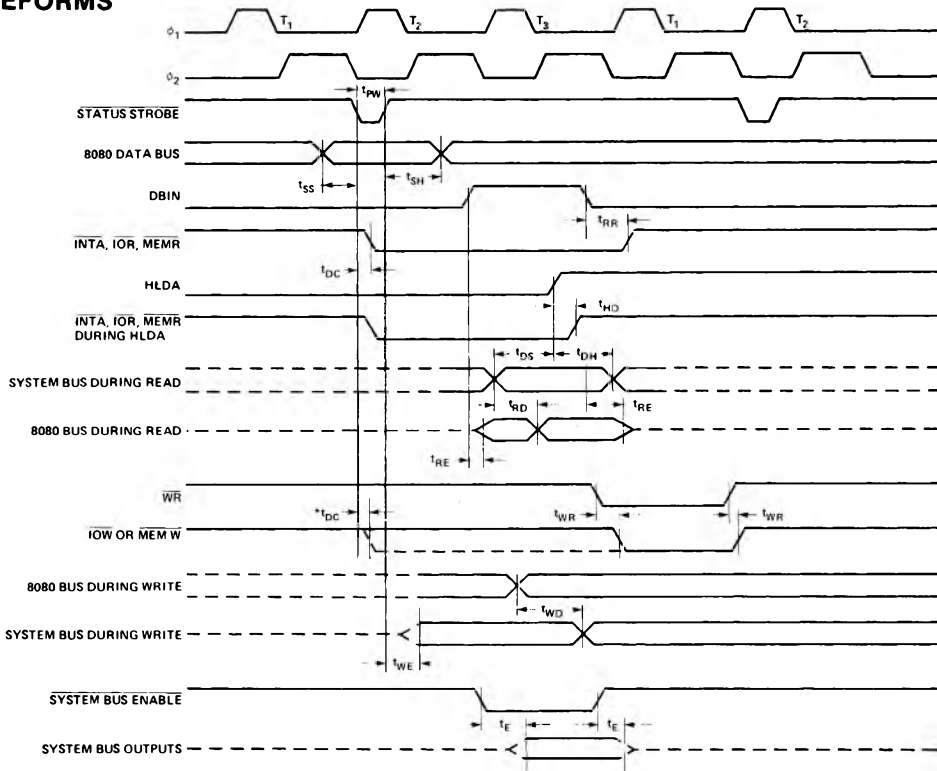 EFORMS
T1 T2 T3 T1 T2
ϕ1
ϕ2
tPW
STATUS STROBE
8080 DATA BUS
tSS tSH
DBIN
tRR
INTA, IOR, MEMR
tDC
HLDA
tHD
INTA, IOR, MEMR
DURING HLDA
tDS tDH
SYSTEM BUS DURING READ
tRD tRE
8080 BUS DURING READ
tRE
WR
*tDC tWR tWR
IOW OR MEM W
8080 BUS DURING WRITE
tWD
SYSTEM BUS DURING WRITE
tWE
SYSTEM BUS ENABLE
tE tE
SYSTEM BUS OUTPUTS